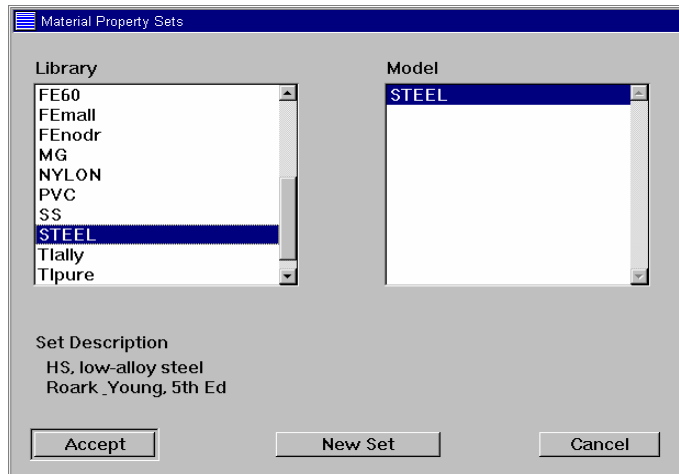 Material Property Sets
Library
Model
FE60
FEmall
FEnodr
MG
NYLON
PVC
SS
STEEL
TIally
TIpure
STEEL
Set Description
HS, low-alloy steel
Roark_Young, 5th Ed
Accept
New Set
Cancel